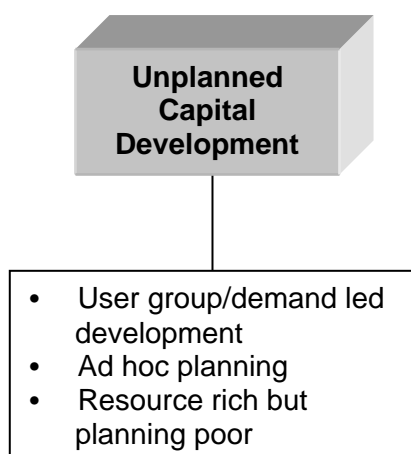 Unplanned
Capital
Development
• User group/demand led
development
• Ad hoc planning
• Resource rich but
planning poor